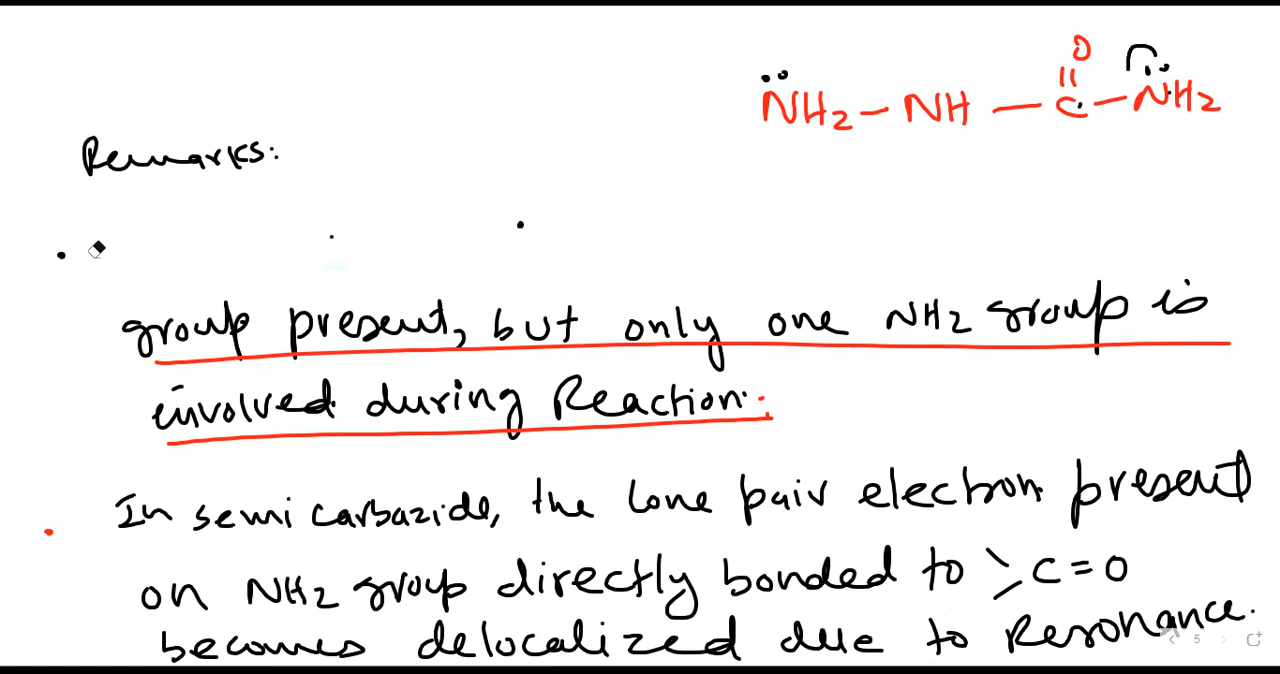 O
||
NH2 - NH - C - NH2
Remarks:
group present, but only one NH2 group is
involved during Reaction.
In semi carbazide, the lone pair electron present
on NH2 group directly bonded to >C=O
becomes delocalized due to Resonance.
5